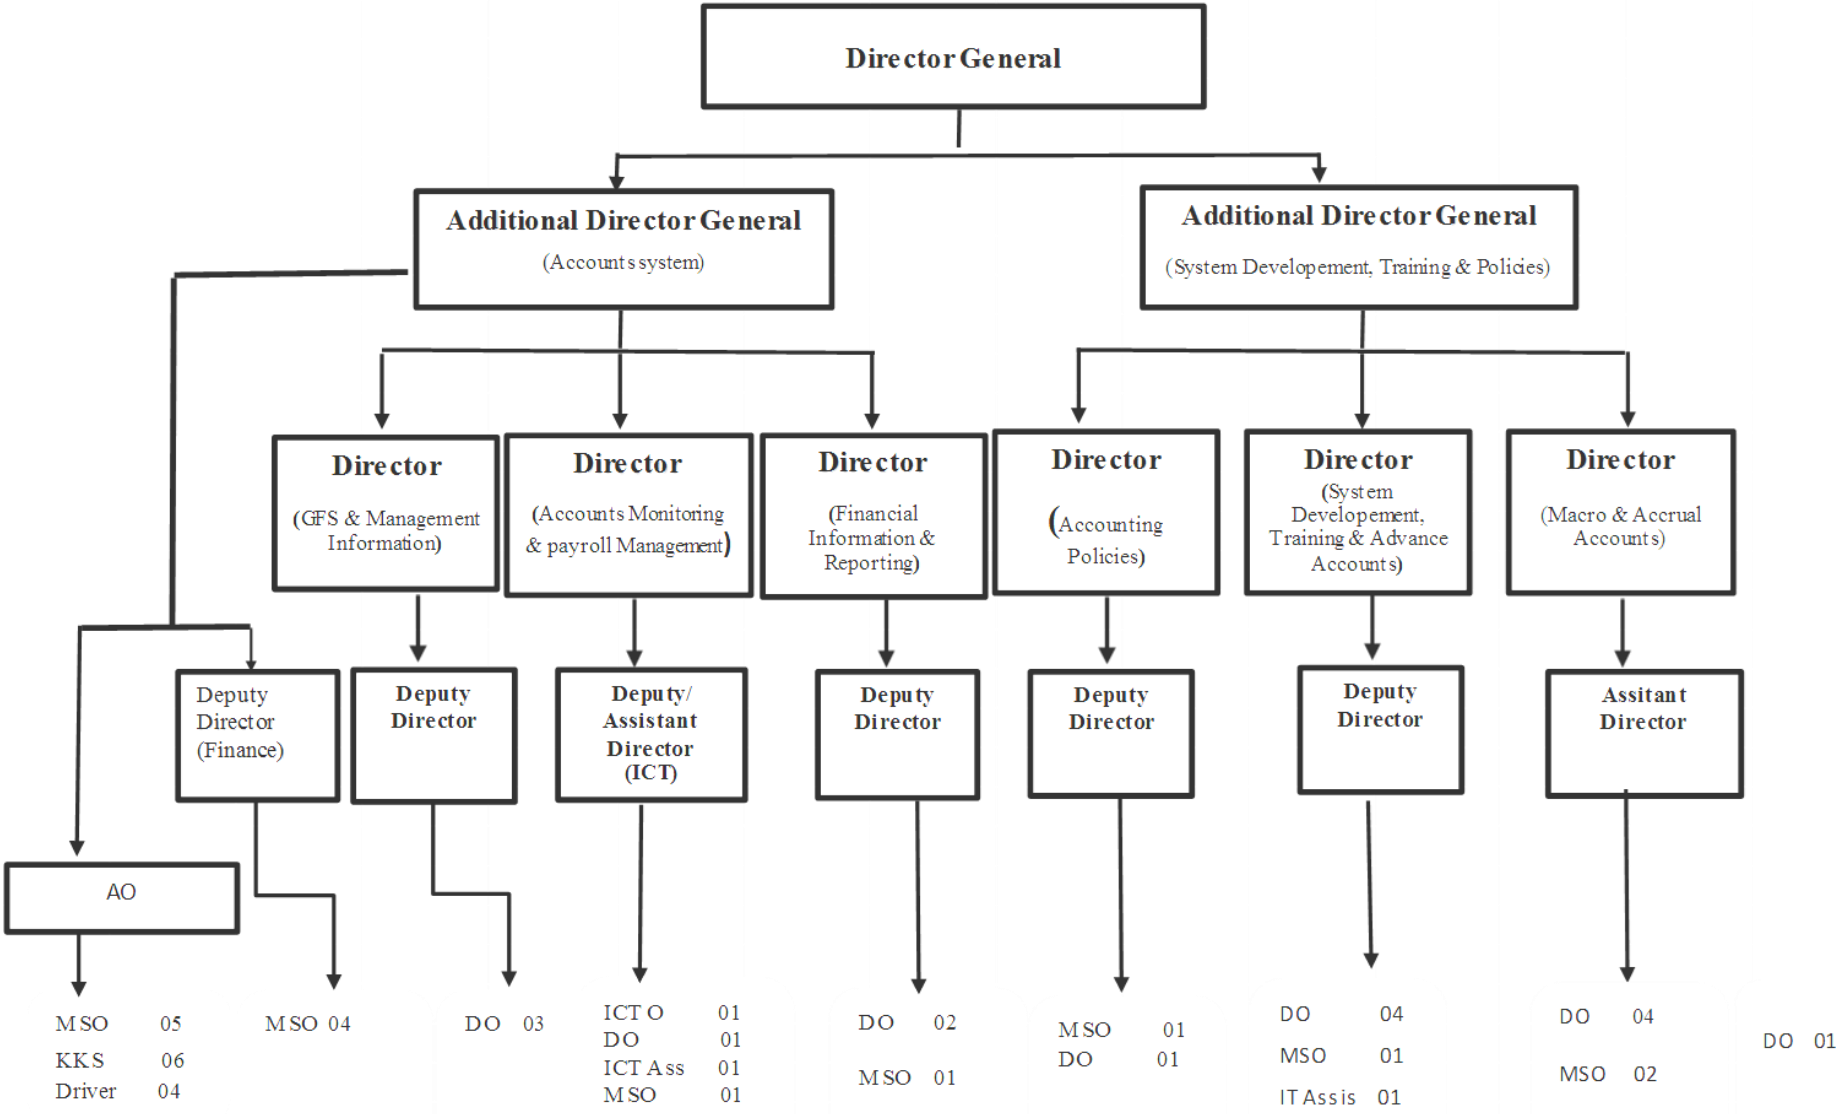 Director General
Additional Director General
(Accounts system)
Additional Director General
(System Developement, Training & Policies)
Director
(GFS & Management
Information)
Director
(Accounts Monitoring
& payroll Management)
Director
(Financial
Information &
Reporting)
Director
(Accounting
Policies)
Director
(System
Developement,
Training & Advance
Accounts)
Director
(Macro & Accrual
Accounts)
Deputy
Director
(Finance)
Deputy
Director
Deputy/
Assistant
Director
(ICT)
Deputy
Director
Deputy
Director
Deputy
Director
Assitant
Director
AO
MSO 05
KKS 06
Driver 04
MSO 04
DO 03
ICT O 01
DO 01
ICT Ass 01
MSO 01
DO 02
MSO 01
MSO 01
DO 01
DO 04
MSO 01
IT Assis 01
DO 04
MSO 02
DO 01